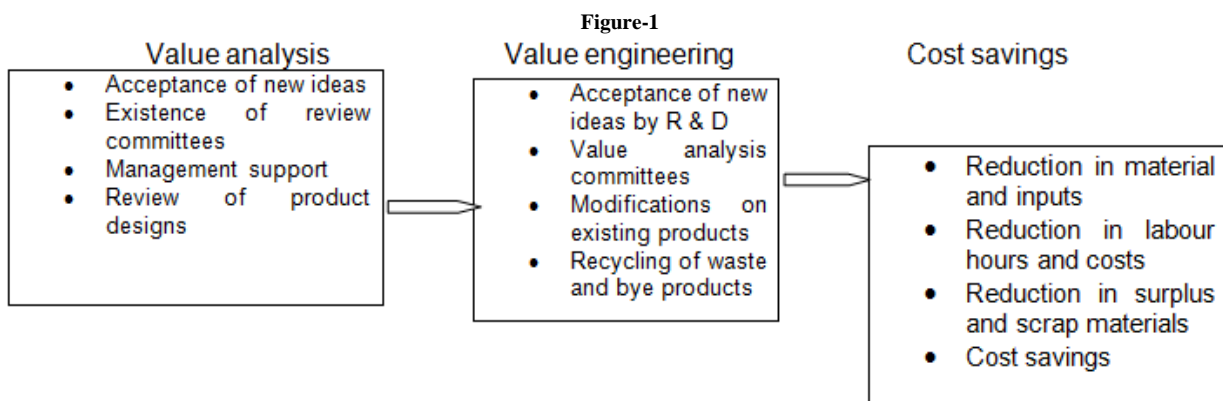 Figure-1
Value analysis
● Acceptance of new ideas
● Existence of review
committees
● Management support
● Review of product
designs
Value engineering
● Acceptance of new
ideas by R & D
● Value analysis
committees
● Modifications on
existing products
● Recycling of waste
and bye products
Cost savings
● Reduction in material
and inputs
● Reduction in labour
hours and costs
● Reduction in surplus
and scrap materials
● Cost savings